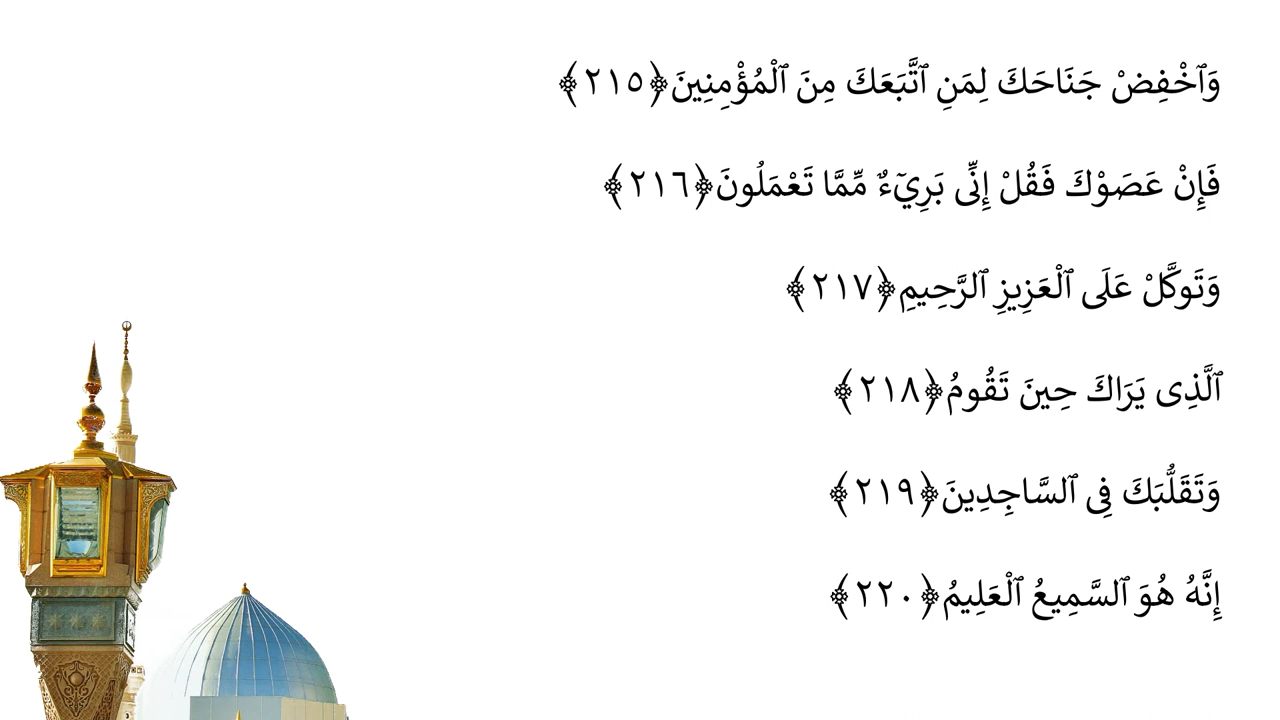 وَٱخْفِضْ جَنَاحَكَ لِمَنِ ٱتَّبَعَكَ مِنَ ٱلْمُؤْمِنِينَ﴿٢١٥﴾
فَإِنْ عَصَوْكَ فَقُلْ إِنِّى بَرِيٓءٌ مِّمَّا تَعْمَلُونَ﴿٢١٦﴾
وَتَوَكَّلْ عَلَى ٱلْعَزِيزِ ٱلرَّحِيمِ﴿٢١٧﴾
ٱلَّذِى يَرَاكَ حِينَ تَقُومُ﴿٢١٨﴾
وَتَقَلُّبَكَ فِى ٱلسَّاجِدِينَ﴿٢١٩﴾
إِنَّهُ هُوَ ٱلسَّمِيعُ ٱلْعَلِيمُ﴿٢٢٠﴾